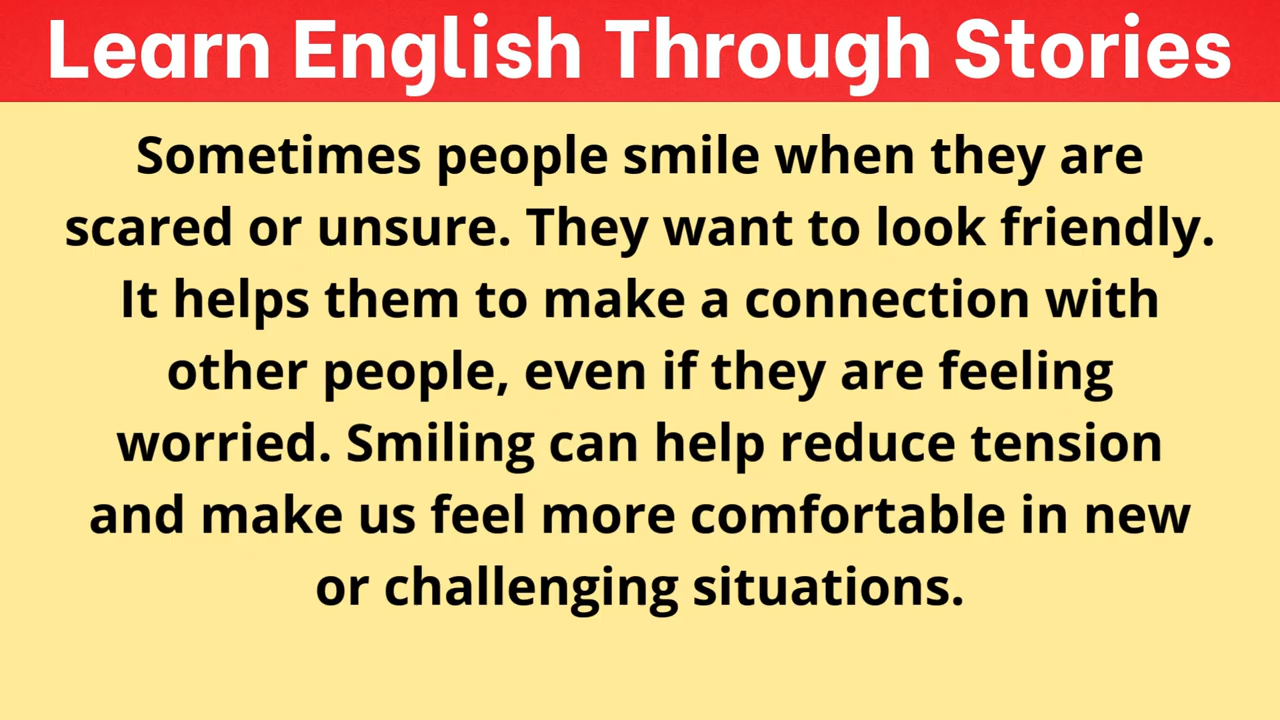 Learn English Through Stories
Sometimes people smile when they are
scared or unsure. They want to look friendly.
It helps them to make a connection with
other people, even if they are feeling
worried. Smiling can help reduce tension
and make us feel more comfortable in new
or challenging situations.